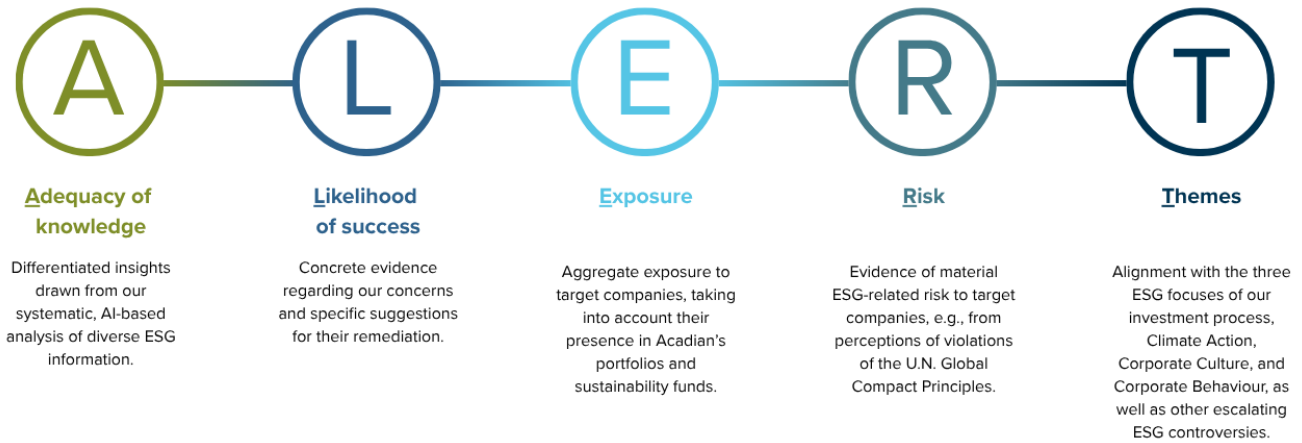 A
L
E
R
T
Adequacy of
knowledge
Differentiated insights
drawn from our
systematic, AI-based
analysis of diverse ESG
information.
Likelihood
of success
Concrete evidence
regarding our concerns
and specific suggestions
for their remediation.
Exposure
Aggregate exposure to
target companies, taking
into account their
presence in Acadian's
portfolios and
sustainability funds.
Risk
Evidence of material
ESG-related risk to target
companies, e.g., from
perceptions of violations
of the U.N. Global
Compact Principles.
Themes
Alignment with the three
ESG focuses of our
investment process,
Climate Action,
Corporate Culture, and
Corporate Behaviour, as
well as other escalating
ESG controversies.